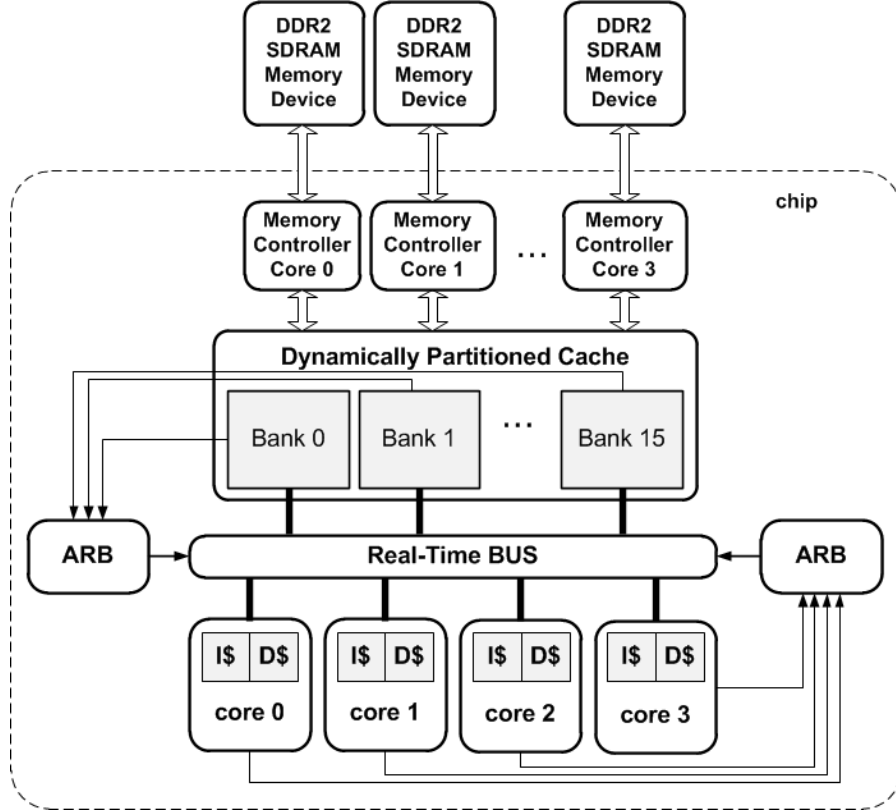 DDR2
SDRAM
Memory
Device
DDR2
SDRAM
Memory
Device
DDR2
SDRAM
Memory
Device
chip
Memory
Controller
Core 0
Memory
Controller
Core 1
...
Memory
Controller
Core 3
Dynamically Partitioned Cache
Bank 0
Bank 1
...
Bank 15
ARB
Real-Time BUS
ARB
I$ D$
core 0
I$ D$
core 1
I$ D$
core 2
I$ D$
core 3